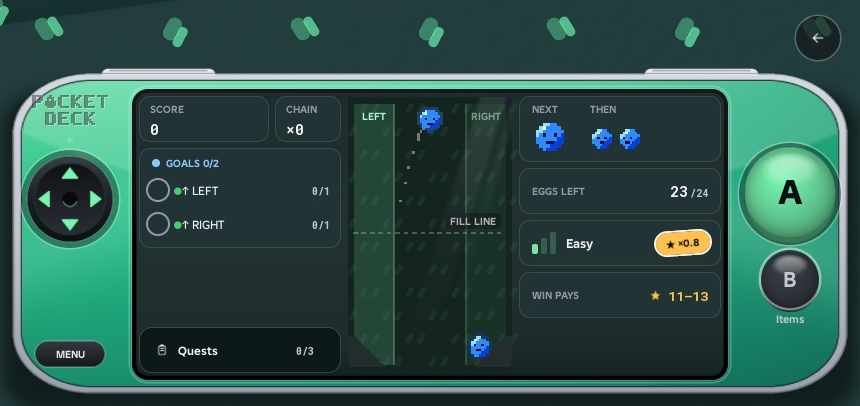 POCKET
DECK
SCORE
0
CHAIN
×0
GOALS 0/2
↑ LEFT 0/1
↑ RIGHT 0/1
Quests 0/3
MENU
LEFT
RIGHT
FILL LINE
NEXT
THEN
EGGS LEFT 23 /24
Easy ★ ×0.8
WIN PAYS ★ 11–13
A
B
Items